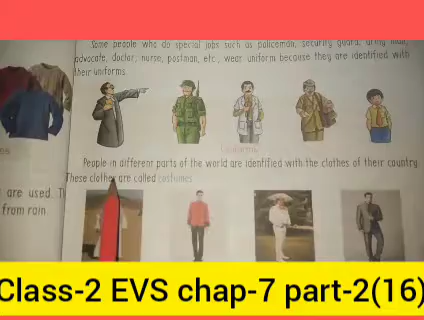 Some people who do special jobs such as policeman, security guard, army man,
advocate, doctor, nurse, postman, etc., wear uniform because they are identified with
their uniforms.
People in different parts of the world are identified with the clothes of their country.
These clothes are called costumes
are used. T
from rain.
Class-2 EVS chap-7 part-2(16)